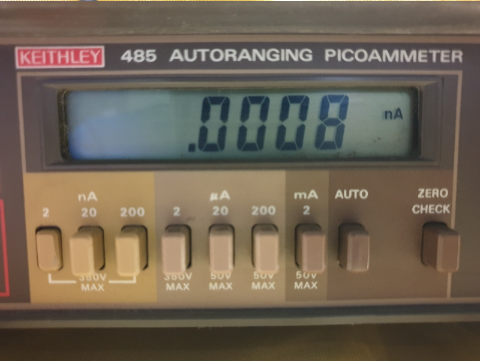 KEITHLEY 485 AUTORANGING PICOAMMETER
.0008 nA
nA µA mA AUTO ZERO
2 20 200 2 20 200 2 CHECK
350V 350V 50V 50V 50V
MAX MAX MAX MAX MAX